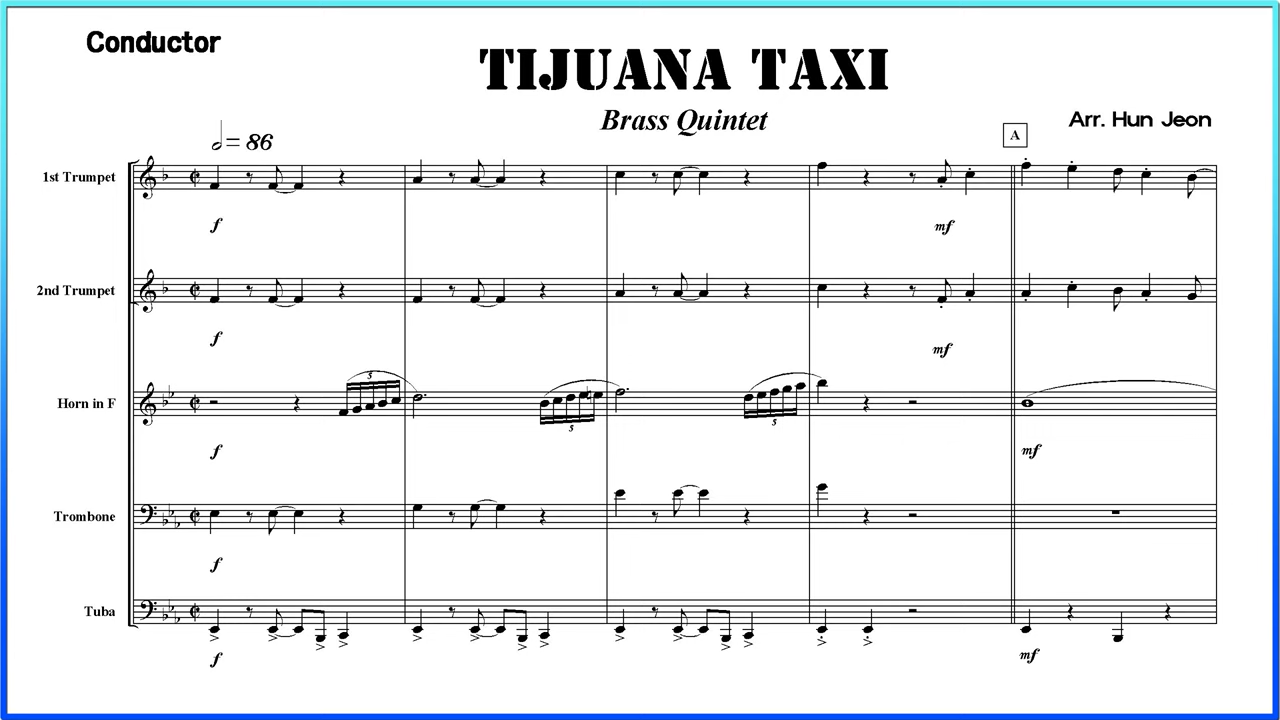 Conductor
TIJUANA TAXI
Brass Quintet
Arr. Hun Jeon
= 86
A
1st Trumpet
f
mf
2nd Trumpet
f
mf
5
5
5
Horn in F
f
mf
Trombone
f
Tuba
f
mf